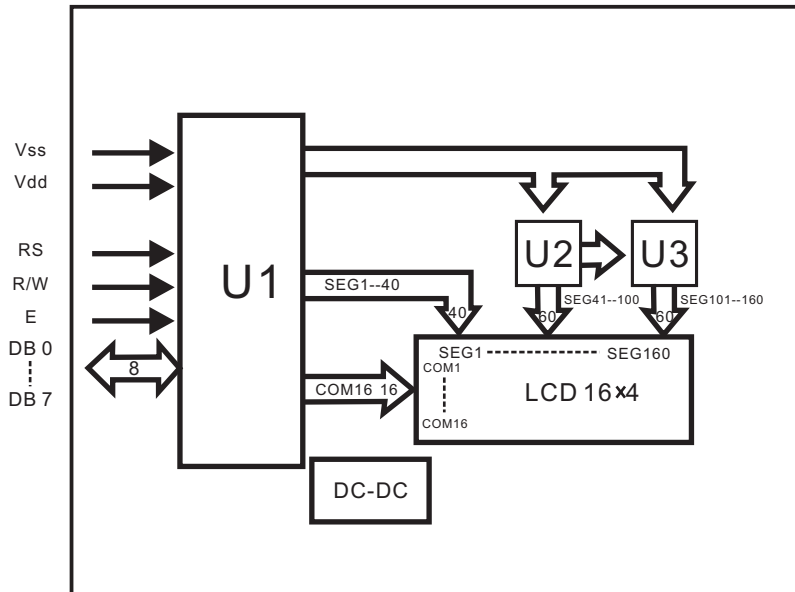 Vss
Vdd
RS
R/W
E
DB 0
DB 7
8
U1
U2
U3
SEG1--40
40
SEG41--100
60
SEG101--160
60
SEG1
SEG160
COM1
COM16
LCD 16×4
COM16 16
DC-DC